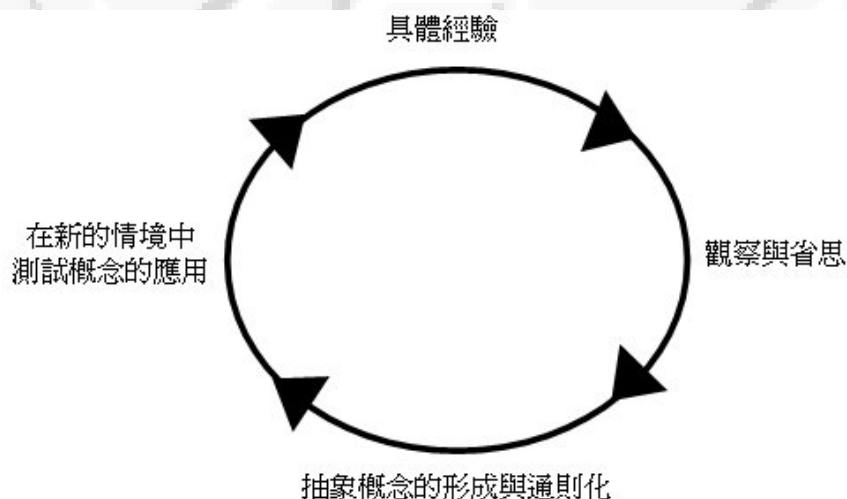 具體經驗
在新的情境中
測試概念的應用
觀察與省思
抽象概念的形成與通則化